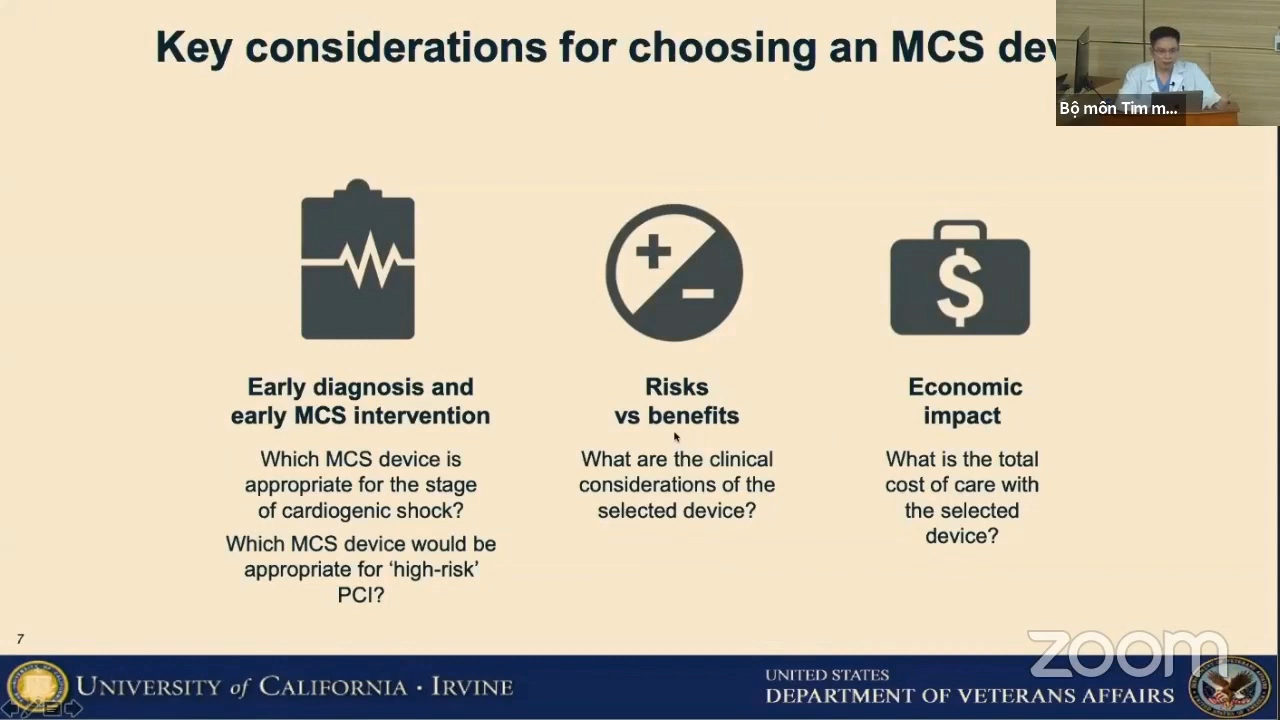 Key considerations for choosing an MCS dev
Bộ môn Tim m...
Early diagnosis and
early MCS intervention
Which MCS device is
appropriate for the stage
of cardiogenic shock?
Which MCS device would be
appropriate for ‘high-risk’
PCI?
Risks
vs benefits
What are the clinical
considerations of the
selected device?
Economic
impact
What is the total
cost of care with
the selected
device?
7
zoom
UNIVERSITY of CALIFORNIA · IRVINE
UNITED STATES
DEPARTMENT OF VETERANS AFFAIRS